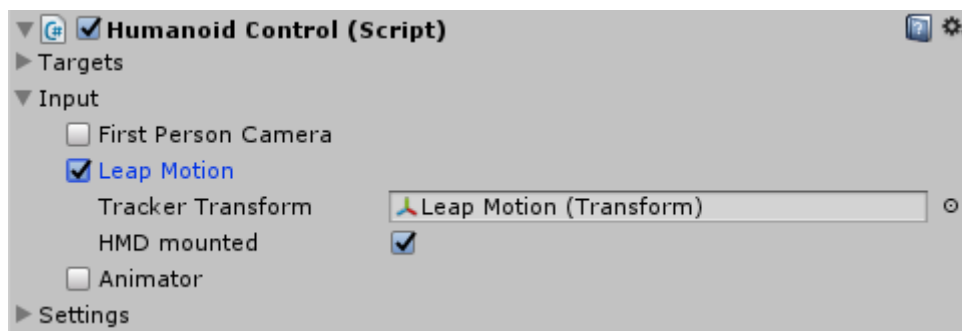 Humanoid Control (Script)
Targets
Input
First Person Camera
Leap Motion
Tracker Transform Leap Motion (Transform)
HMD mounted
Animator
Settings